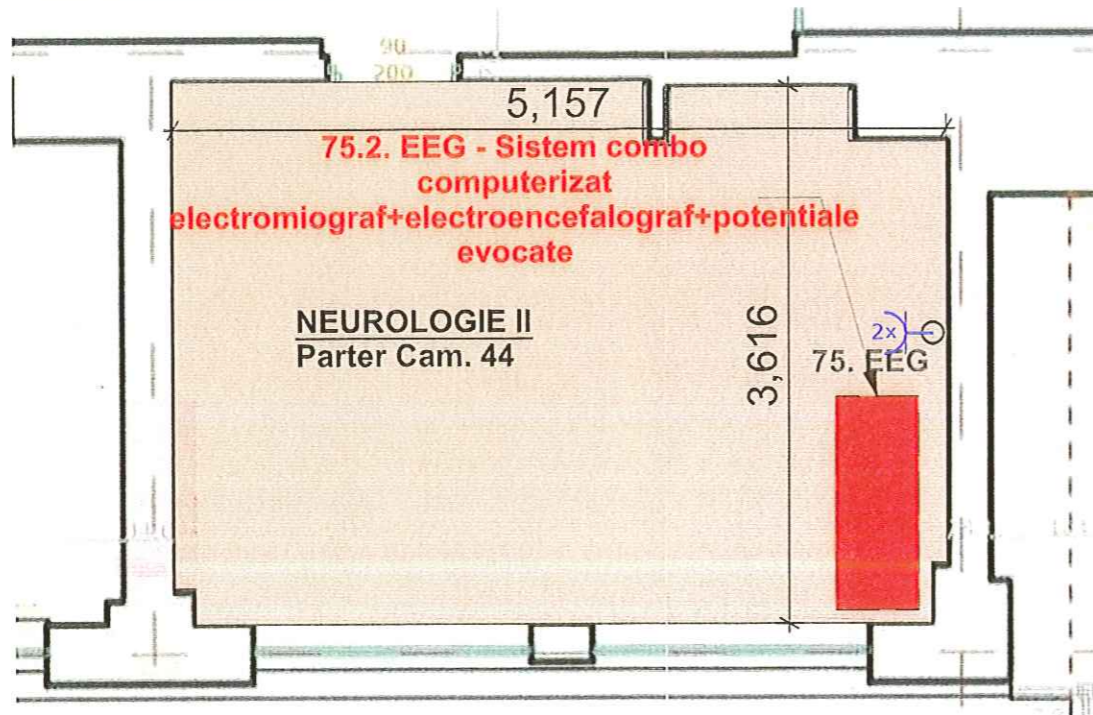 90
200
5,157
75.2. EEG - Sistem combo
computerizat
electromiograf+electroencefalograf+potentiale
evocate
NEUROLOGIE II
Parter Cam. 44
3,616
2x
75. EEG